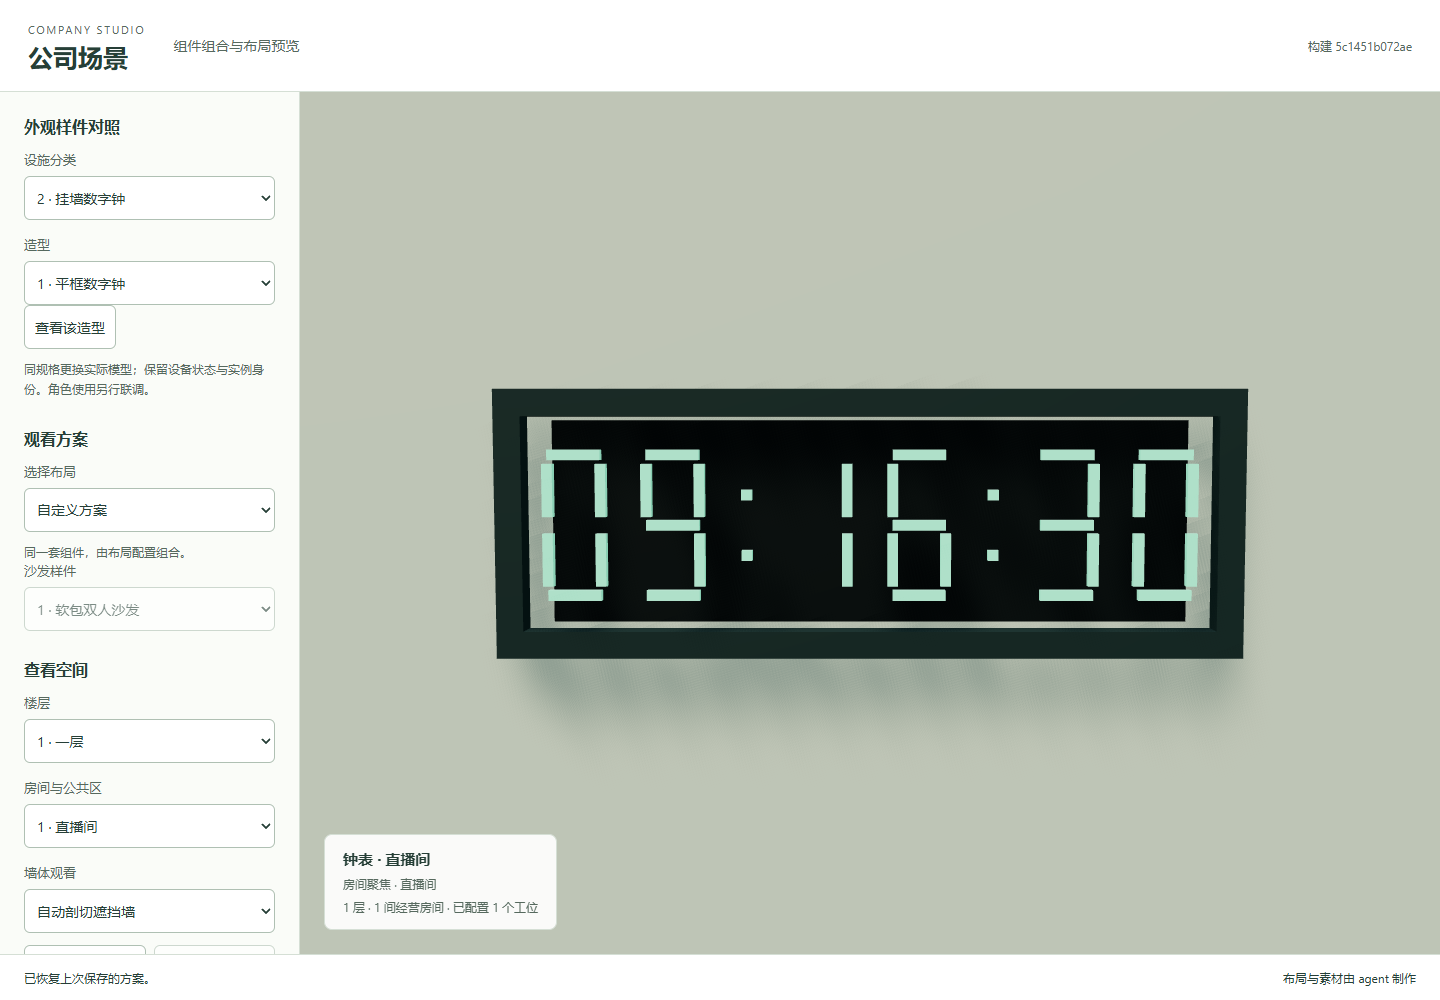 COMPANY STUDIO
公司场景
组件组合与布局预览
构建 5c1451b072ae
外观样件对照
设施分类
2 · 挂墙数字钟
造型
1 · 平框数字钟
查看该造型
同规格更换实际模型；保留设备状态与实例身
份。角色使用另行联调。
观看方案
选择布局
自定义方案
同一套组件，由布局配置组合。
沙发样件
1 · 软包双人沙发
查看空间
楼层
1 · 一层
房间与公共区
1 · 直播间
墙体观看
自动剖切遮挡墙
09:16:30
钟表 · 直播间
房间聚焦 · 直播间
1 层 · 1 间经营房间 · 已配置 1 个工位
已恢复上次保存的方案。
布局与素材由 agent 制作